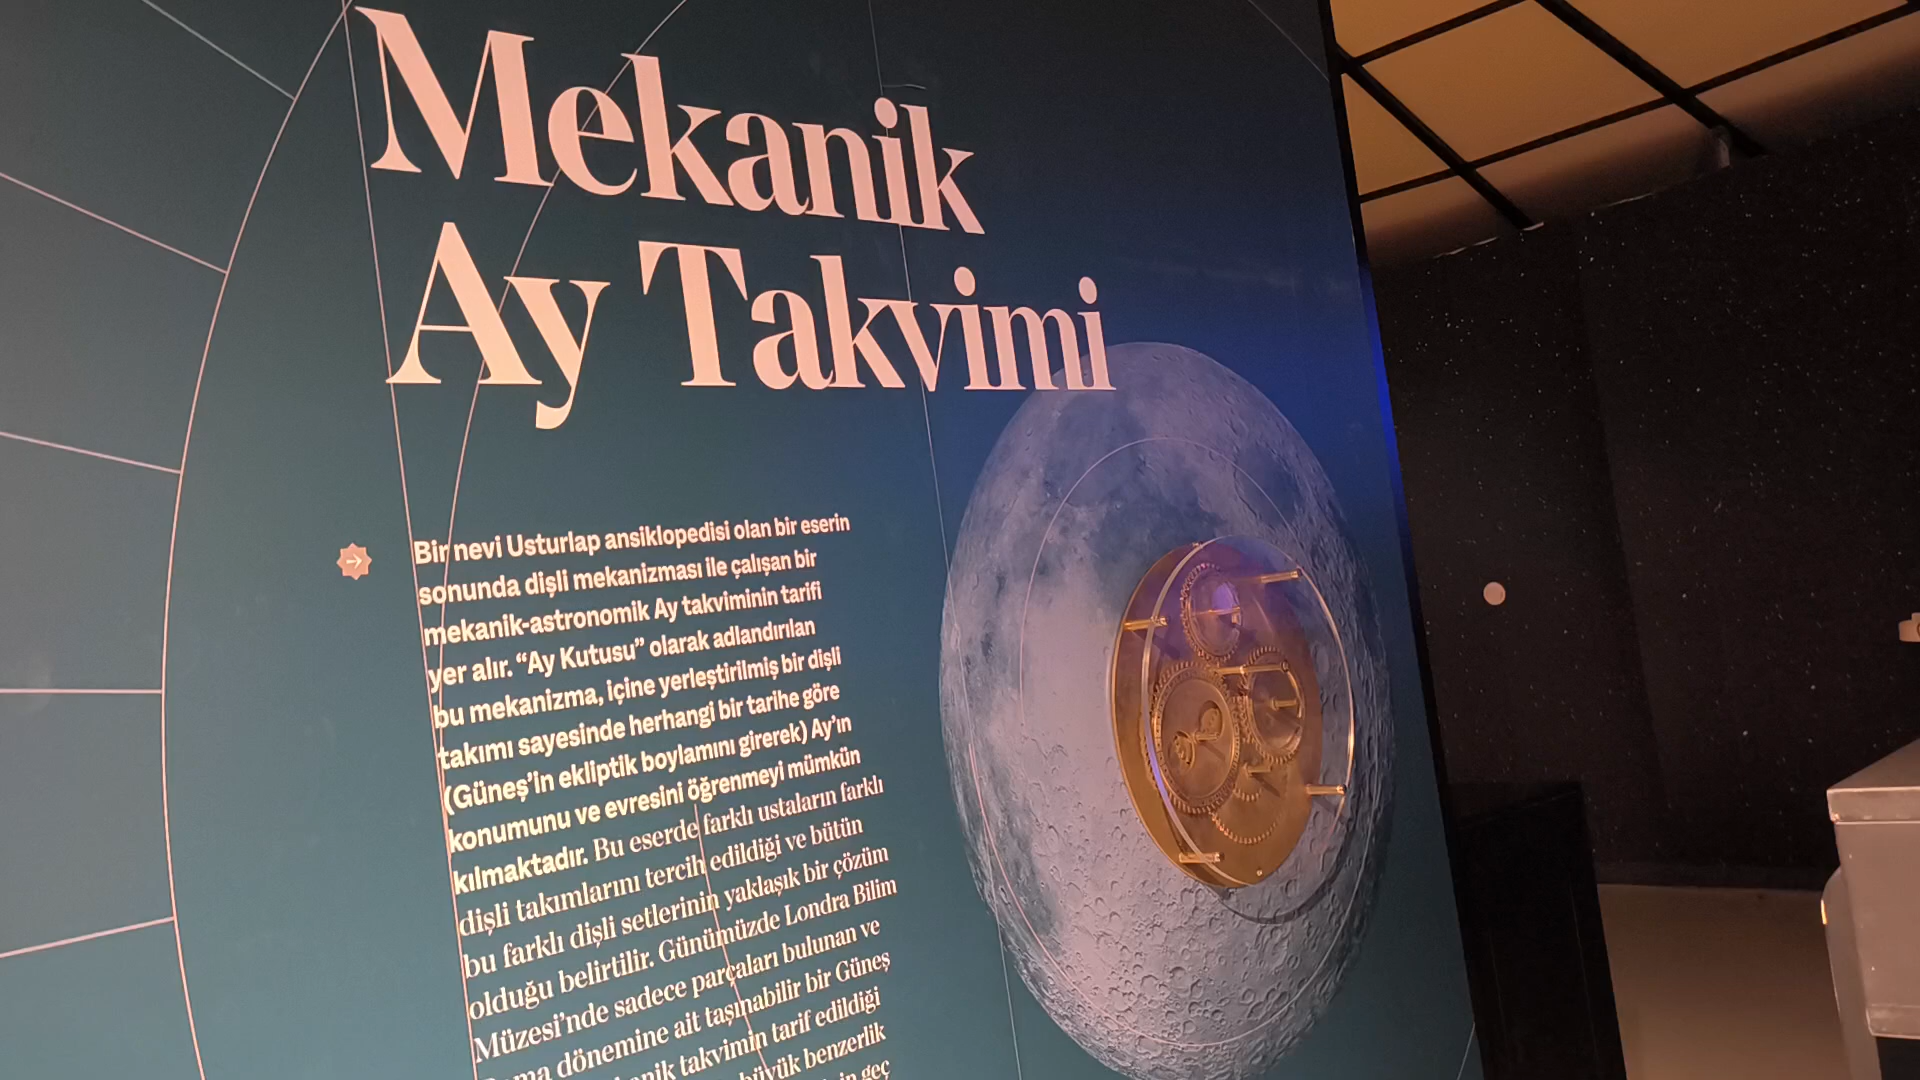 Mekanik
Ay Takvimi
Bir nevi Usturlap ansiklopedisi olan bir eserin
sonunda dişli mekanizması ile çalışan bir
mekanik-astronomik Ay takviminin tarifi
yer alır. “Ay Kutusu” olarak adlandırılan
bu mekanizma, içine yerleştirilmiş bir dişli
takımı sayesinde herhangi bir tarihe göre
(Güneş’in ekliptik boylamını girerek) Ay’ın
konumunu ve evresini öğrenmeyi mümkün
kılmaktadır. Bu eserde farklı ustaların farklı
dişli takımlarını tercih edildiği ve bütün
bu farklı dişli setlerinin yaklaşık bir çözüm
olduğu belirtilir. Günümüzde Londra Bilim
Müzesi’nde sadece parçaları bulunan ve
dönemine ait taşınabilir bir Güneş
takvimin tarif edildiği
büyük benzerlik
geç